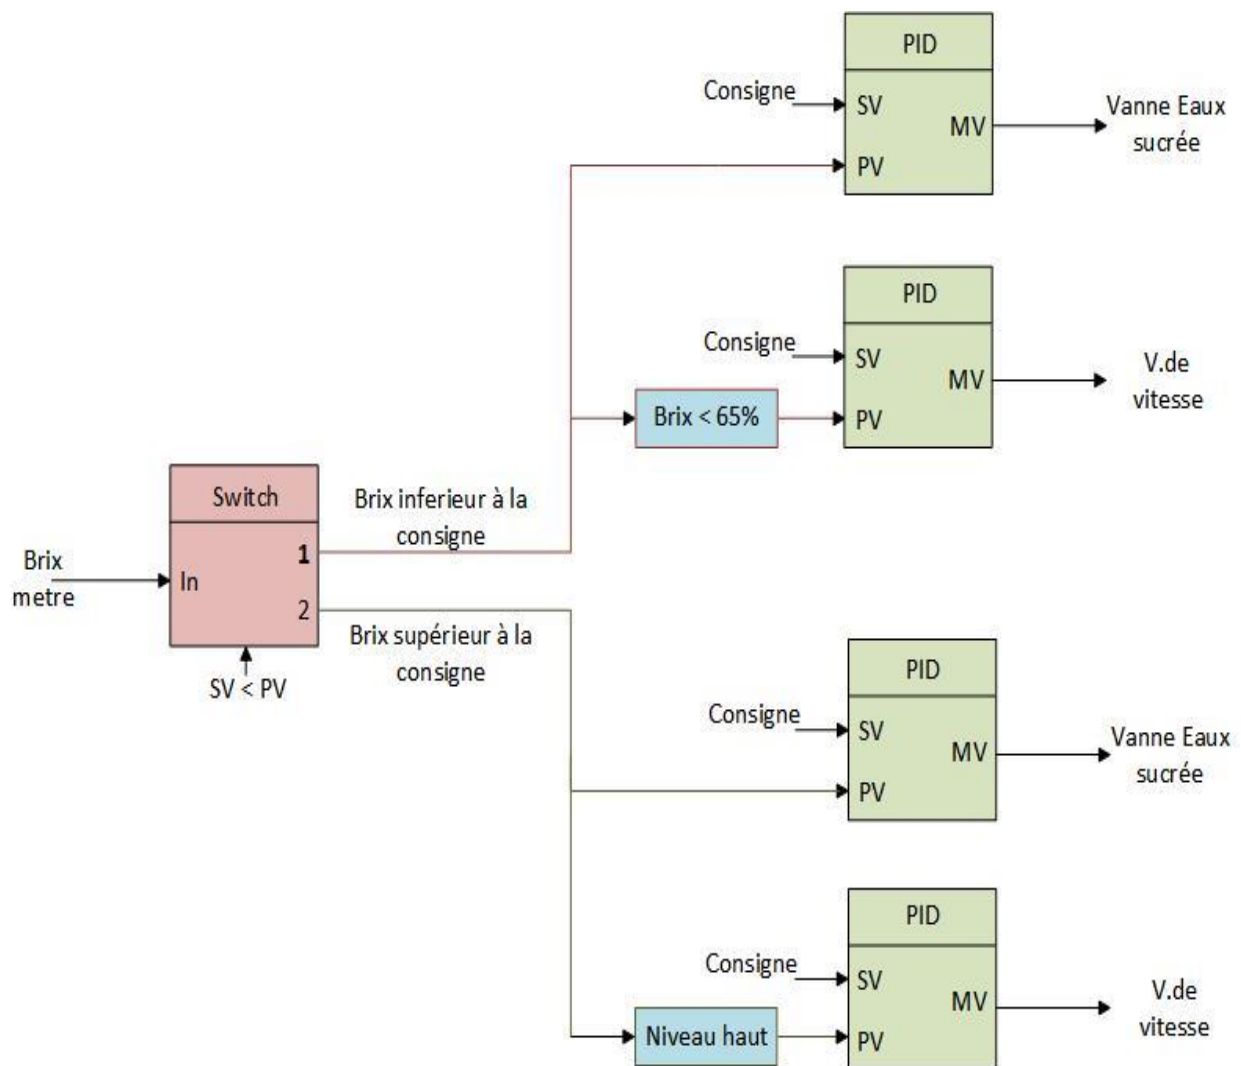 PID
Consigne
SV
MV
PV
Vanne Eaux
sucrée
PID
Consigne
SV
MV
Brix < 65%
PV
V.de
vitesse
Switch
Brix inferieur à la
consigne
1
Brix
metre
In
2
Brix supérieur à la
consigne
SV < PV
PID
Consigne
SV
MV
PV
Vanne Eaux
sucrée
PID
Consigne
SV
MV
Niveau haut
PV
V.de
vitesse